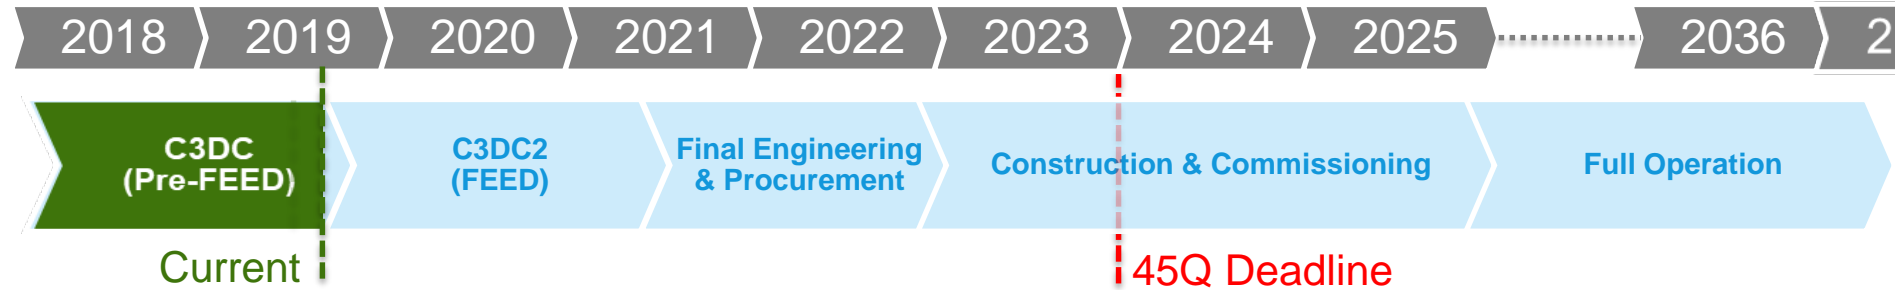 2018 2019 2020 2021 2022 2023 2024 2025 2036 2
C3DC
(Pre-FEED)
C3DC2
(FEED)
Final Engineering
& Procurement
Construction & Commissioning
Full Operation
Current
45Q Deadline